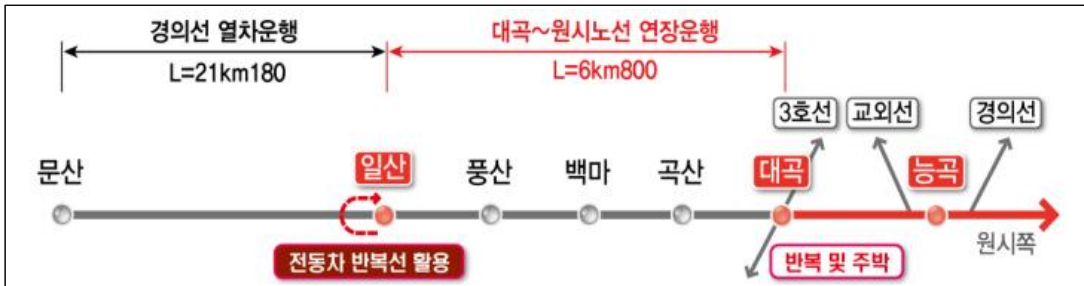 경의선 열차운행
대곡~원시노선 연장운행
L=21km180
L=6km800
3호선
교외선
경의선
문산
일산
풍산
백마
곡산
대곡
능곡
원시쪽
전동차 반복선 활용
반복 및 주박